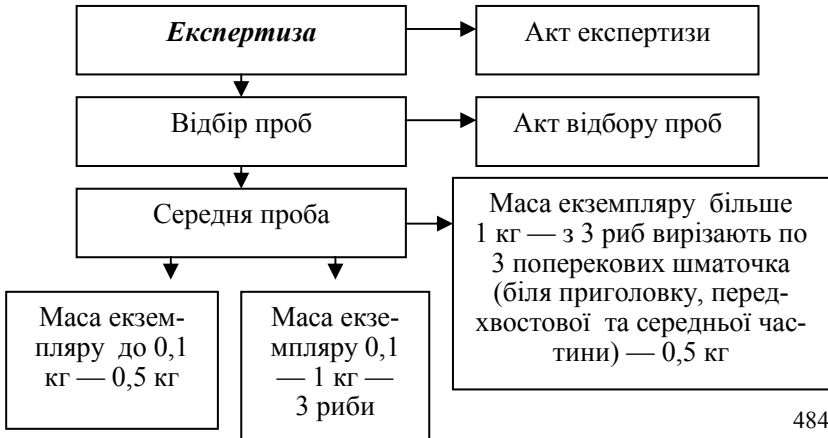 Експертиза
Акт експертизи
Відбір проб
Акт відбору проб
Середня проба
Маса екземпляру більше
1 кг — з 3 риб вирізають по
3 поперекових шматочка
(біля приголовку, перед-
хвостової та середньої час-
тини) — 0,5 кг
Маса екзем-
пляру до 0,1
кг — 0,5 кг
Маса екзе-
мпляру 0,1
— 1 кг —
3 риби
484